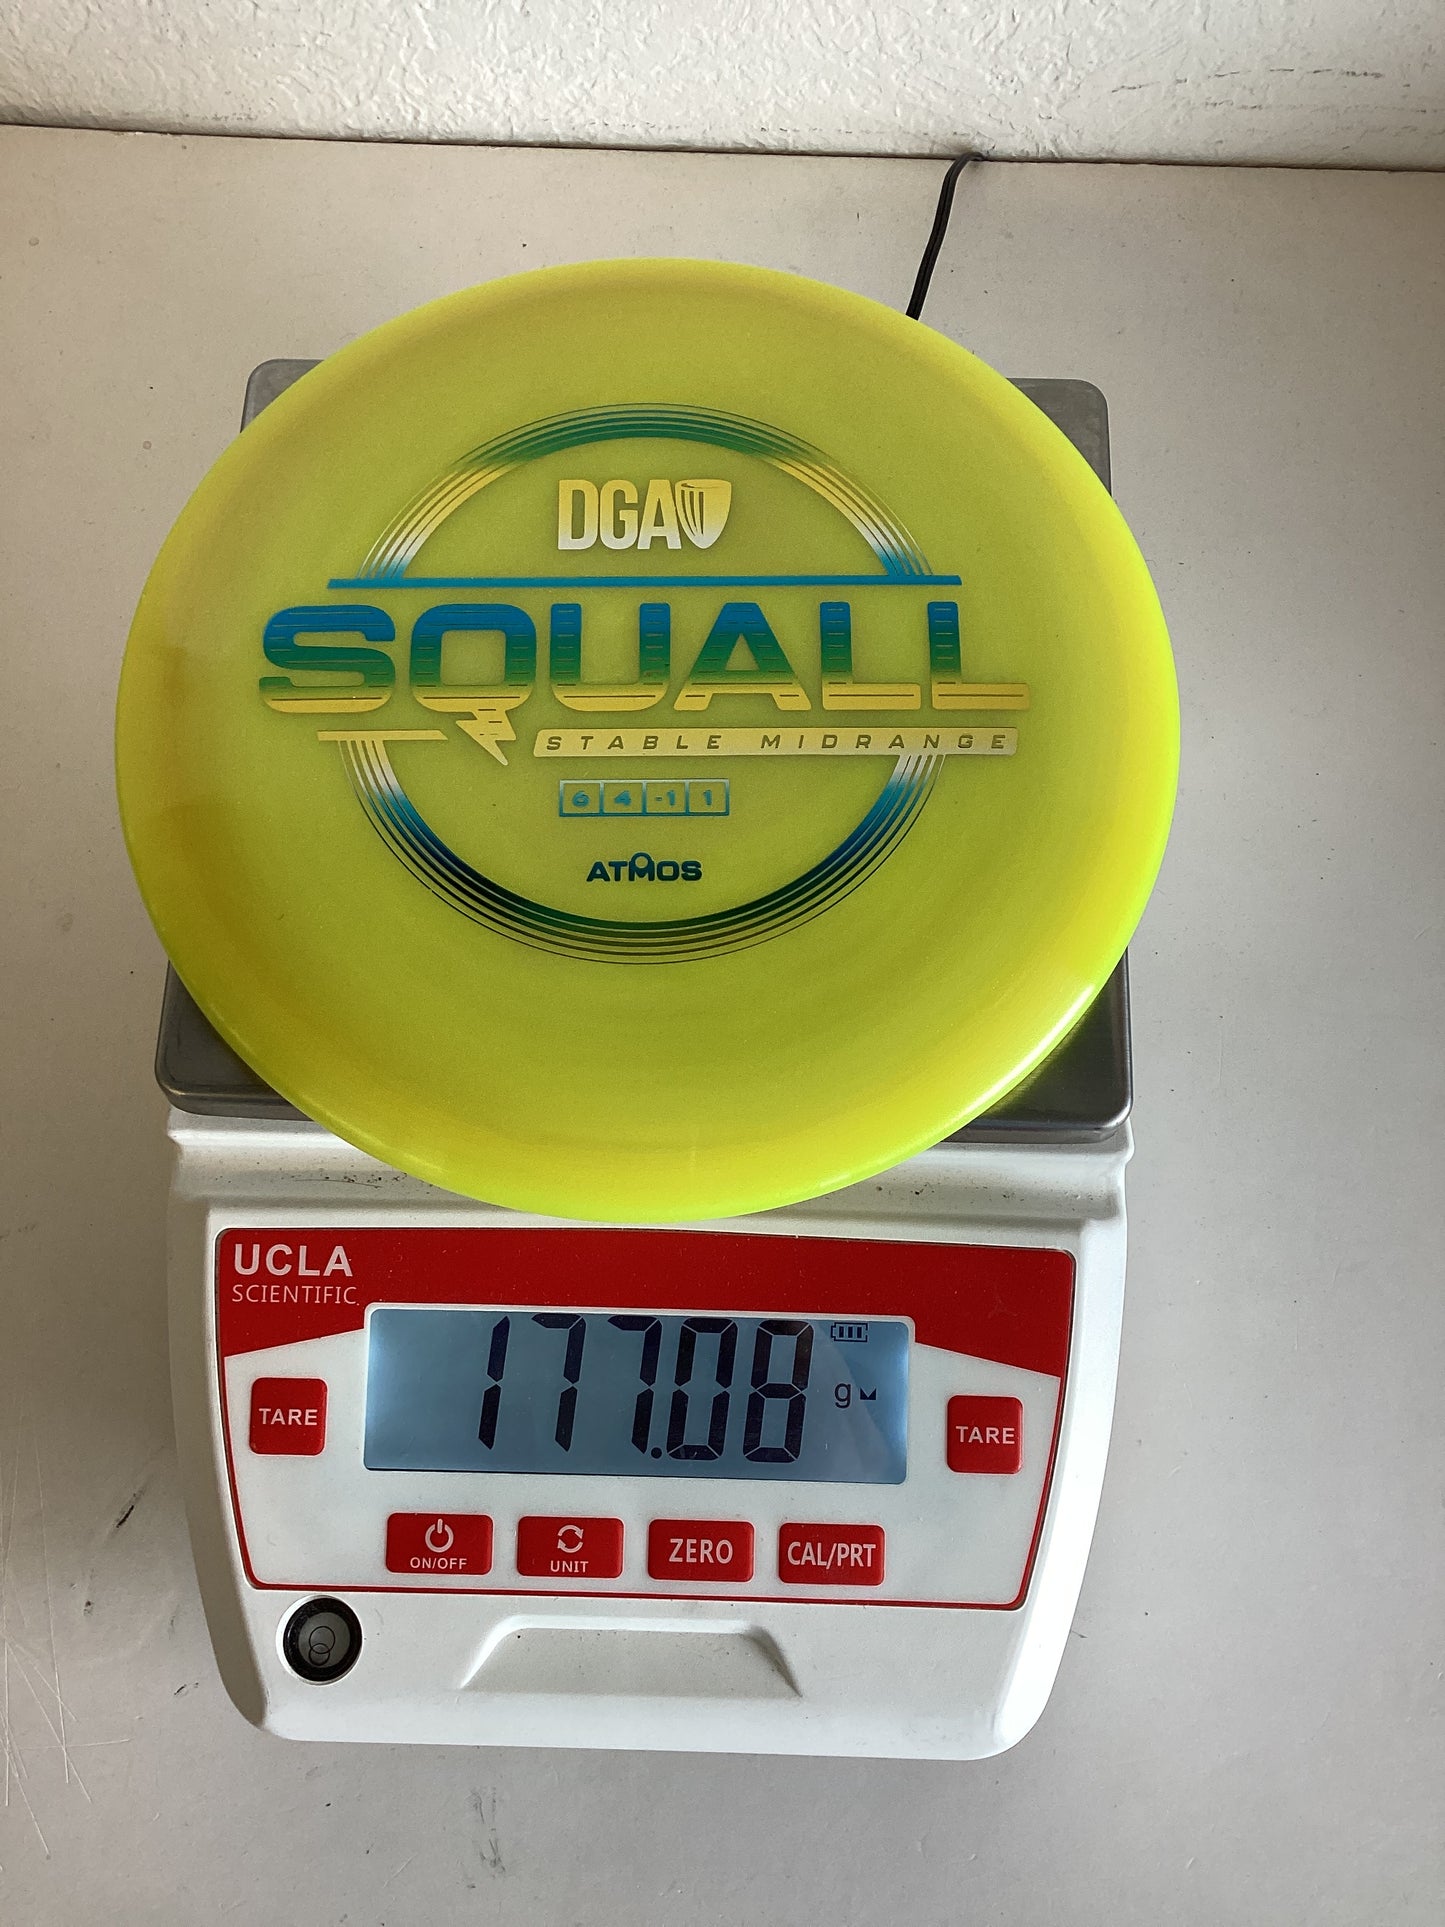 DGA
SQUALL
STABLE MIDRANGE
6 4 -1 1
ATMOS
UCLA
SCIENTIFIC
177.08 g
TARE
TARE
ON/OFF
UNIT
ZERO
CAL/PRT